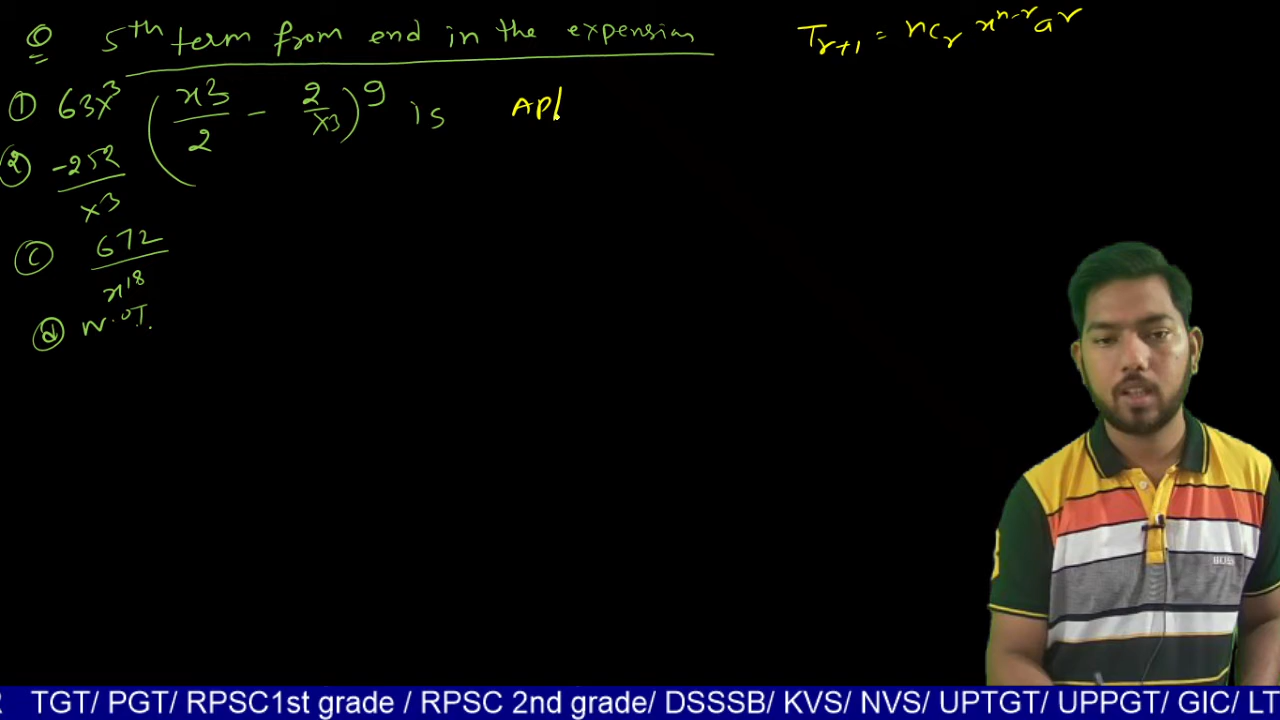 Q 5th term from end in the expension
① 63x³ (x³/2 - 2/x³)⁹ is
② -252/x³
ⓒ 672/x¹⁸
ⓓ N.O.T.
Tr+1 = ncr xⁿ⁻ʳ aʳ
TGT/ PGT/ RPSC1st grade / RPSC 2nd grade/ DSSSB/ KVS/ NVS/ UPTGT/ UPPGT/ GIC/ LT